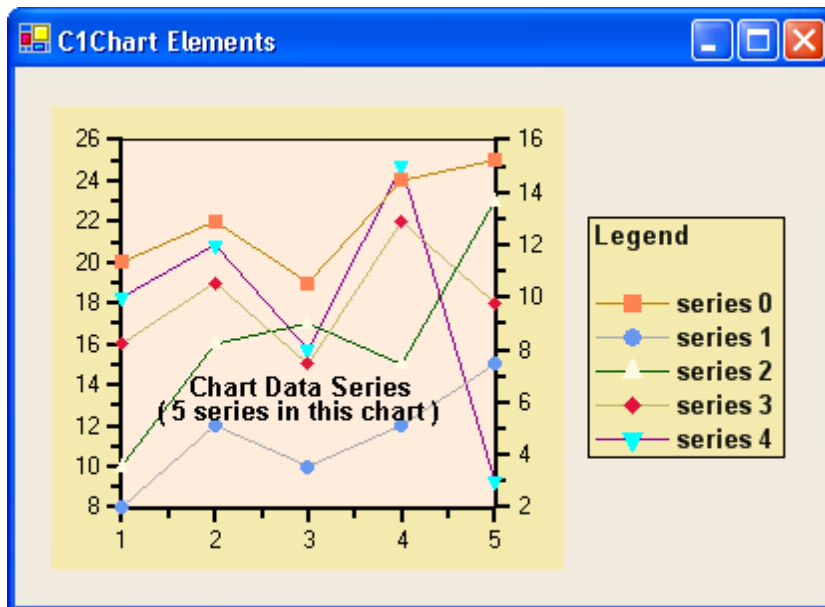 C1Chart Elements
26
24
22
20
18
16
14
12
10
8
16
14
12
10
8
6
4
2
1 2 3 4 5
Chart Data Series
( 5 series in this chart )
Legend
series 0
series 1
series 2
series 3
series 4